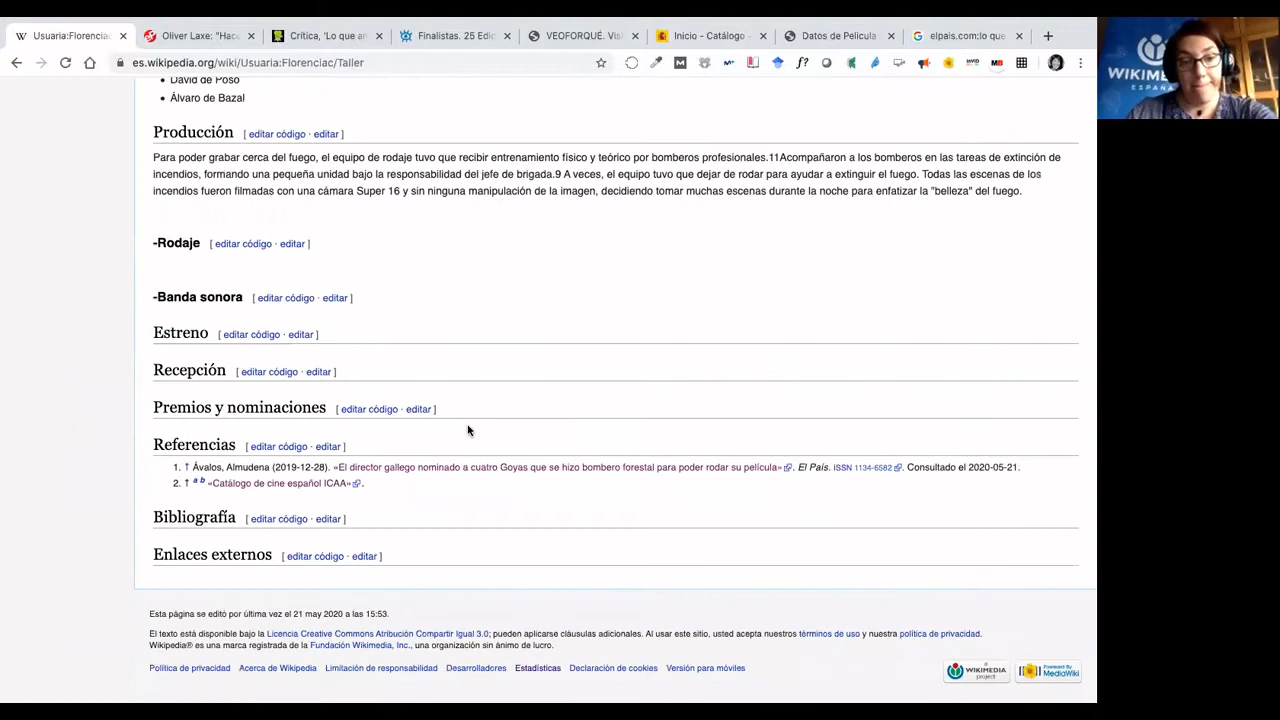 Usuaria:Florenciac
Oliver Laxe: "Hace
Crítica, 'Lo que ar
Finalistas. 25 Edic
VEOFORQUÉ. Visi
Inicio - Catálogo -
Datos de Película
elpais.com:lo que
es.wikipedia.org/wiki/Usuaria:Florenciac/Taller
David de Poso
Álvaro de Bazal
Producción [ editar código · editar ]
Para poder grabar cerca del fuego, el equipo de rodaje tuvo que recibir entrenamiento físico y teórico por bomberos profesionales.11Acompañaron a los bomberos en las tareas de extinción de
incendios, formando una pequeña unidad bajo la responsabilidad del jefe de brigada.9 A veces, el equipo tuvo que dejar de rodar para ayudar a extinguir el fuego. Todas las escenas de los
incendios fueron filmadas con una cámara Super 16 y sin ninguna manipulación de la imagen, decidiendo tomar muchas escenas durante la noche para enfatizar la "belleza" del fuego.
-Rodaje [ editar código · editar ]
-Banda sonora [ editar código · editar ]
Estreno [ editar código · editar ]
Recepción [ editar código · editar ]
Premios y nominaciones [ editar código · editar ]
Referencias [ editar código · editar ]
1. ↑ Ávalos, Almudena (2019-12-28). «El director gallego nominado a cuatro Goyas que se hizo bombero forestal para poder rodar su película». El País. ISSN 1134-6582. Consultado el 2020-05-21.
2. ↑ a b «Catálogo de cine español ICAA».
Bibliografía [ editar código · editar ]
Enlaces externos [ editar código · editar ]
Esta página se editó por última vez el 21 may 2020 a las 15:53.
El texto está disponible bajo la Licencia Creative Commons Atribución Compartir Igual 3.0; pueden aplicarse cláusulas adicionales. Al usar este sitio, usted acepta nuestros términos de uso y nuestra política de privacidad.
Wikipedia® es una marca registrada de la Fundación Wikimedia, Inc., una organización sin ánimo de lucro.
Política de privacidad Acerca de Wikipedia Limitación de responsabilidad Desarrolladores Estadísticas Declaración de cookies Versión para móviles
A WIKIMEDIA project
Powered By MediaWiki
WIKIMEDIA
ESPAÑA